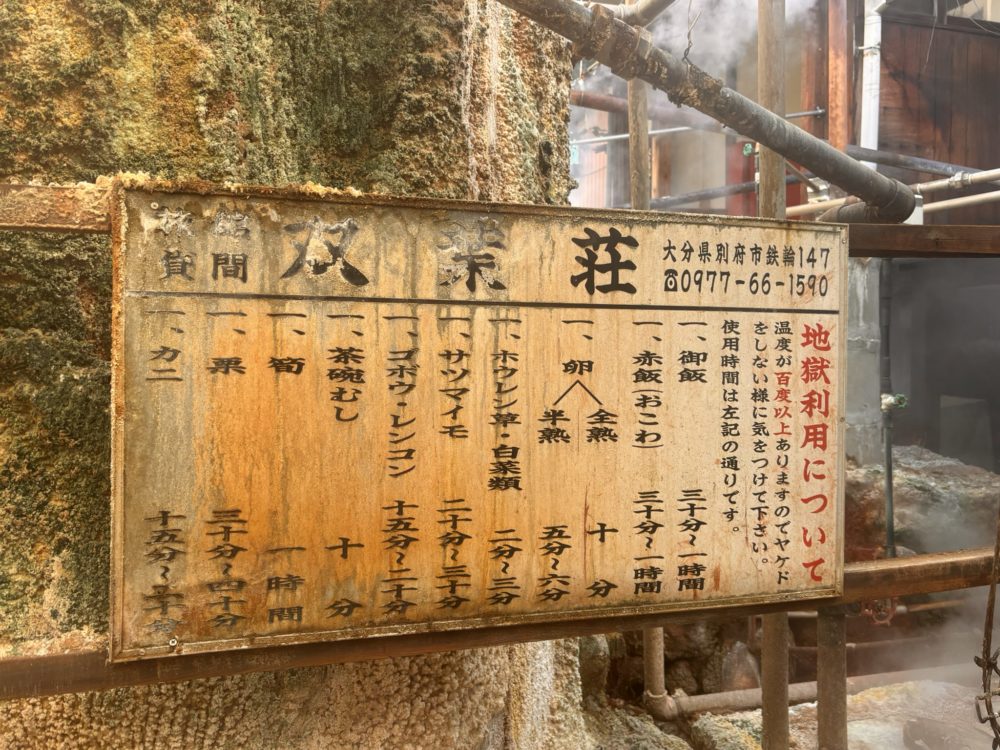 旅館
貸間
双葉荘
大分県別府市鉄輪147
☎0977-66-1590
地獄利用について
温度が百度以上ありますのでヤケド
をしない様に気をつけて下さい。
使用時間は左記の通りです。
一、御飯 三十分〜一時間
一、赤飯(おこわ) 三十分〜一時間
一、卵
全熟 十分
半熟 五分〜六分
一、ホウレン草・白菜類 二分〜三分
一、サツマイモ 二十分〜三十分
一、ゴボウ・レンコン 十五分〜二十分
一、茶碗むし 十分
一、筍 一時間
一、栗 三十分〜四十分
一、カニ 十五分〜二十分